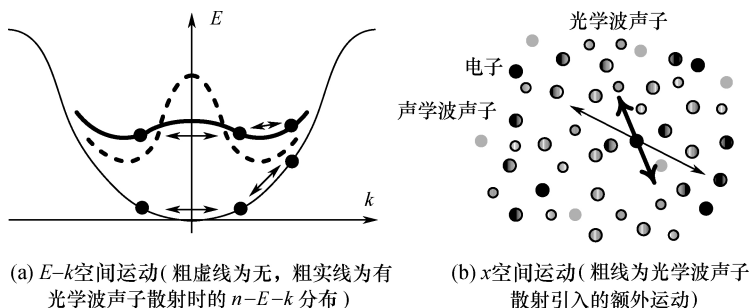 E
k
光学波声子
电子
声学波声子
(a) E-k空间运动(粗虚线为无，粗实线为有
光学波声子散射时的 n-E-k 分布)
(b) x空间运动(粗线为光学波声子
散射引入的额外运动)